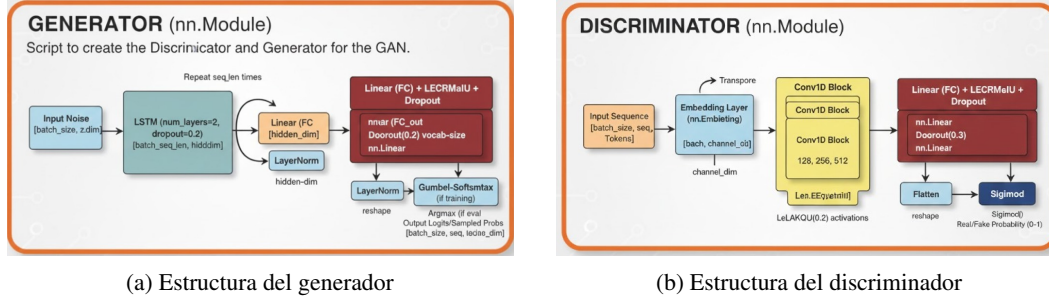 GENERATOR (nn.Module)
Script to create the Discrinicator and Generator for the GAN.
Repeat seq_len times
Input Noise
[batch_size, z.dim]
LSTM (num_layers=2,
dropout=0.2)
[batch_seq_len, hidddim]
Linear (FC
[hidden_dim]
LayerNorm
hidden-dim
Linear (FC) + LECRMalU +
Dropout
nnıar (FC_out
Doorout(0.2) vocab-size
nn.Linear
LayerNorm
reshape
Gumbel-Softsmtax
(if training)
Argmax (if eval
Output Logits/Sampled Probs
[batch_size, seq, ledae_dim]
(a) Estructura del generador
DISCRIMINATOR (nn.Module)
Input Sequence
[batch_size, seq,
Tokens]
Transpore
Embedding Layer
(nn.Embieting)
[bach, channel_ob]
channel_dim
Conv1D Block
Conv1D Block
128, 256, 512
LeLAKQU(0.2) activations
Linear (FC) + LECRMalU +
Dropout
nn.Linear
Doorout(0.3)
nn.Linear
Flatten
reshape
Sigimod
Sigimod()
Real/Fake Probability (0-1)
(b) Estructura del discriminador